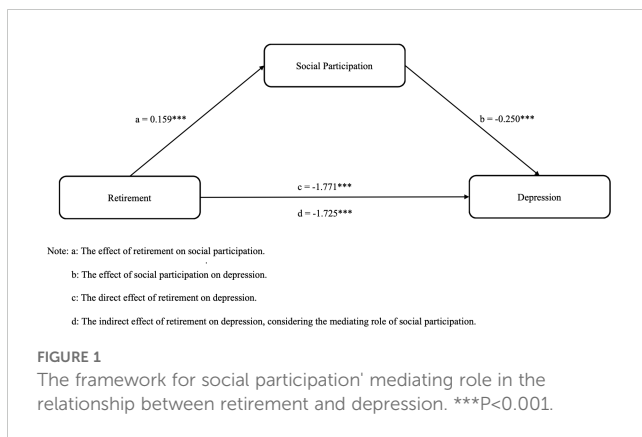 Social Participation
a = 0.159***
b = -0.250***
Retirement
c = -1.771***
d = -1.725***
Depression
Note: a: The effect of retirement on social participation.
b: The effect of social participation on depression.
c: The direct effect of retirement on depression.
d: The indirect effect of retirement on depression, considering the mediating role of social participation.
FIGURE 1
The framework for social participation' mediating role in the
relationship between retirement and depression. ***P<0.001.